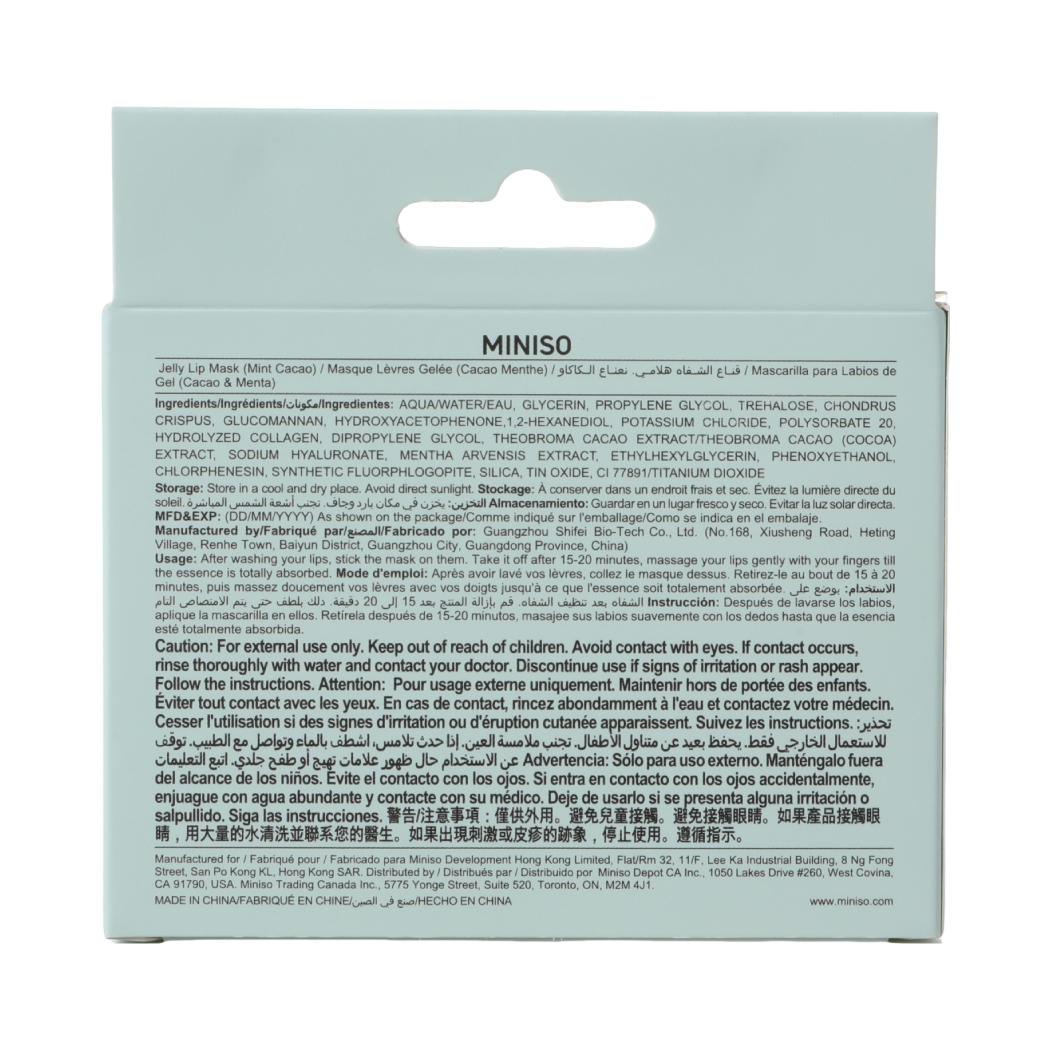 MINISO
Jelly Lip Mask (Mint Cacao) / Masque Lèvres Gelée (Cacao Menthe) / قناع الشفاه هلامي. نعناع الكاكاو / Mascarilla para Labios de
Gel (Cacao & Menta)
Ingredients/Ingrédients/مكونات/Ingredientes: AQUA/WATER/EAU, GLYCERIN, PROPYLENE GLYCOL, TREHALOSE, CHONDRUS
CRISPUS, GLUCOMANNAN, HYDROXYACETOPHENONE,1,2-HEXANEDIOL, POTASSIUM CHLORIDE, POLYSORBATE 20,
HYDROLYZED COLLAGEN, DIPROPYLENE GLYCOL, THEOBROMA CACAO EXTRACT/THEOBROMA CACAO (COCOA)
EXTRACT, SODIUM HYALURONATE, MENTHA ARVENSIS EXTRACT, ETHYLHEXYLGLYCERIN, PHENOXYETHANOL,
CHLORPHENESIN, SYNTHETIC FLUORPHLOGOPITE, SILICA, TIN OXIDE, CI 77891/TITANIUM DIOXIDE
Storage: Store in a cool and dry place. Avoid direct sunlight. Stockage: À conserver dans un endroit frais et sec. Évitez la lumière directe du
soleil. التخزين: يخزن في مكان بارد وجاف. تجنب أشعة الشمس المباشرة. Almacenamiento: Guardar en un lugar fresco y seco. Evitar la luz solar directa.
MFD&EXP: (DD/MM/YYYY) As shown on the package/Comme indiqué sur l'emballage/Como se indica en el embalaje.
Manufactured by/Fabriqué par/المصنع/Fabricado por: Guangzhou Shifei Bio-Tech Co., Ltd. (No.168, Xiusheng Road, Heting
Village, Renhe Town, Baiyun District, Guangzhou City, Guangdong Province, China)
Usage: After washing your lips, stick the mask on them. Take it off after 15-20 minutes, massage your lips gently with your fingers till
the essence is totally absorbed. Mode d'emploi: Après avoir lavé vos lèvres, collez le masque dessus. Retirez-le au bout de 15 à 20
minutes, puis massez doucement vos lèvres avec vos doigts jusqu'à ce que l'essence soit totalement absorbée. الاستخدام: يوضع على
الشفاه بعد تنظيف الشفاه. قم بإزالة المنتج بعد 15 إلى 20 دقيقة. دلك بلطف حتى يتم الامتصاص التام Instrucción: Después de lavarse los labios,
aplique la mascarilla en ellos. Retírela después de 15-20 minutos, masajee sus labios suavemente con los dedos hasta que la esencia
esté totalmente absorbida.
Caution: For external use only. Keep out of reach of children. Avoid contact with eyes. If contact occurs,
rinse thoroughly with water and contact your doctor. Discontinue use if signs of irritation or rash appear.
Follow the instructions. Attention: Pour usage externe uniquement. Maintenir hors de portée des enfants.
Éviter tout contact avec les yeux. En cas de contact, rincez abondamment à l'eau et contactez votre médecin.
Cesser l'utilisation si des signes d'irritation ou d'éruption cutanée apparaissent. Suivez les instructions. تحذير:
للاستعمال الخارجي فقط. يحفظ بعيد عن متناول الأطفال. تجنب ملامسة العين. إذا حدث تلامس، اشطف بالماء وتواصل مع الطبيب. توقف
عن الاستخدام حال ظهور علامات تهيج أو طفح جلدي. اتبع التعليمات Advertencia: Sólo para uso externo. Manténgalo fuera
del alcance de los niños. Evite el contacto con los ojos. Si entra en contacto con los ojos accidentalmente,
enjuague con agua abundante y contacte con su médico. Deje de usarlo si se presenta alguna irritación o
salpullido. Siga las instrucciones. 警告/注意事項：僅供外用。避免兒童接觸。避免接觸眼睛。如果產品接觸眼
睛，用大量的水清洗並聯系您的醫生。如果出現刺激或皮疹的跡象，停止使用。遵循指示。
Manufactured for / Fabriqué pour / Fabricado para Miniso Development Hong Kong Limited, Flat/Rm 32, 11/F, Lee Ka Industrial Building, 8 Ng Fong
Street, San Po Kong KL, Hong Kong SAR. Distributed by / Distribués par / Distribuido por Miniso Depot CA Inc., 1050 Lakes Drive #260, West Covina,
CA 91790, USA. Miniso Trading Canada Inc., 5775 Yonge Street, Suite 520, Toronto, ON, M2M 4J1.
MADE IN CHINA/FABRIQUÉ EN CHINE/صنع في الصين/HECHO EN CHINA
www.miniso.com